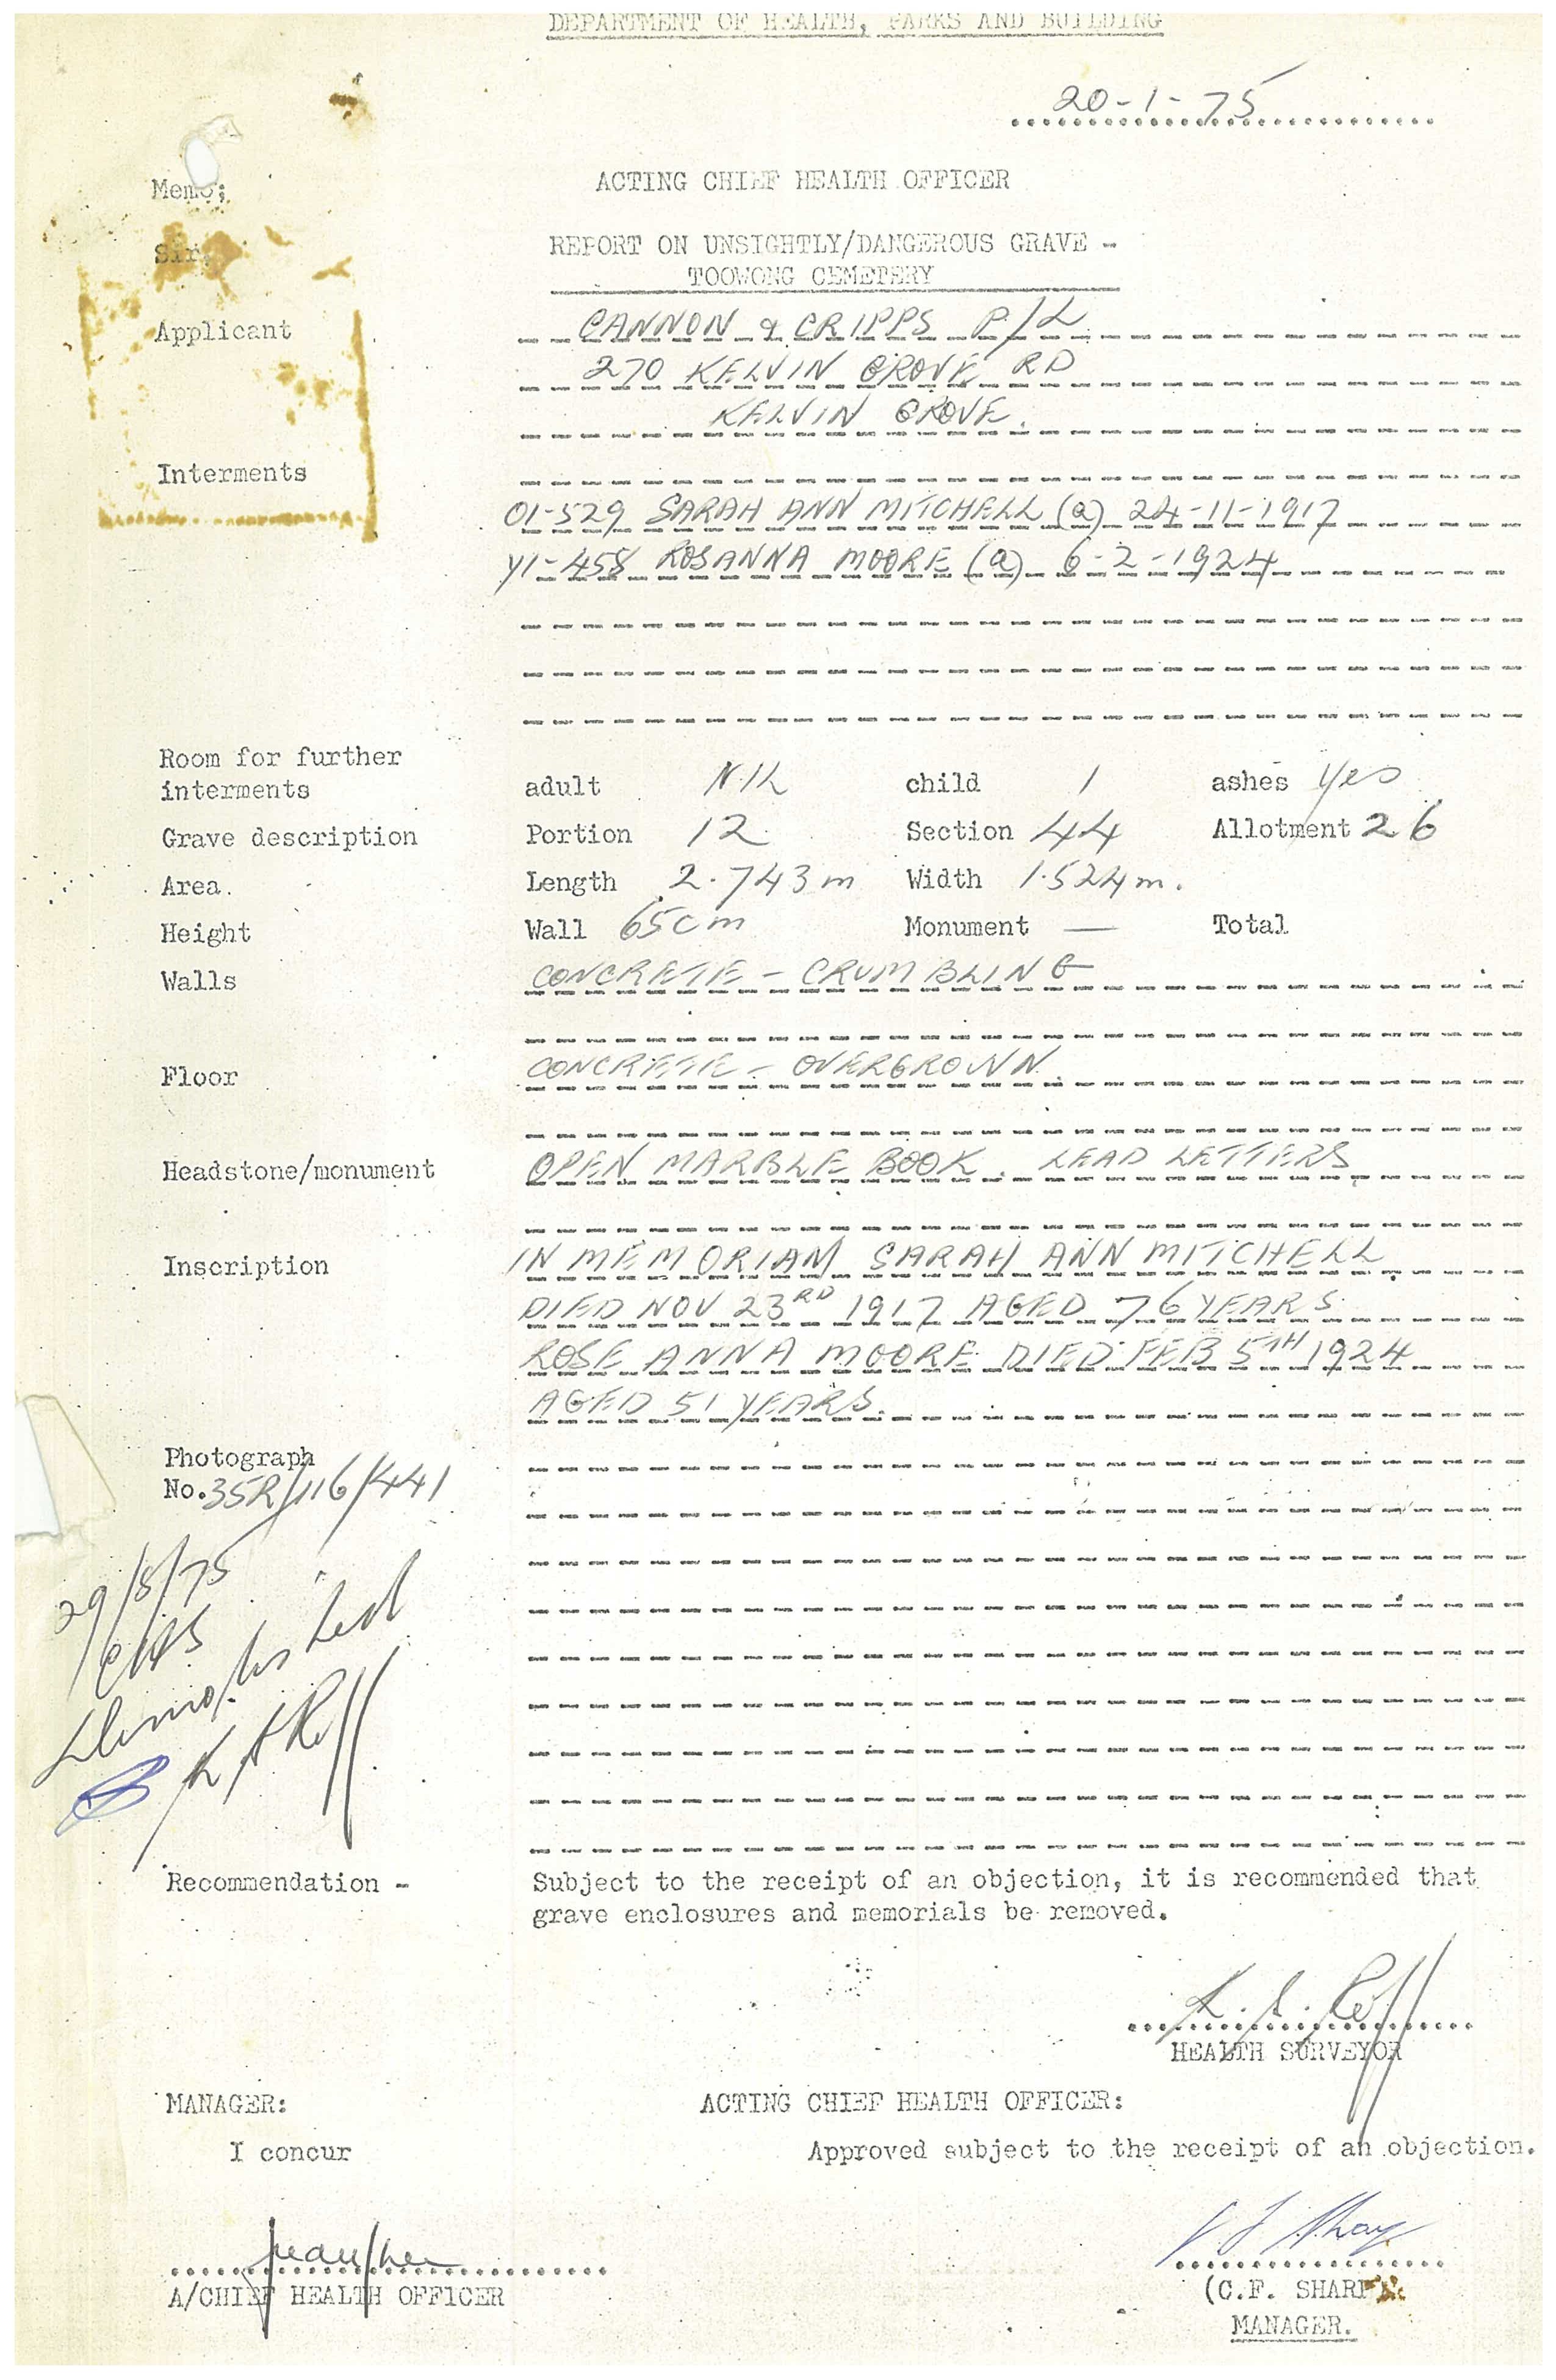 DEPARTMENT OF HEALTH, PARKS AND BUILDING
20-1-75
Memo; ACTING CHIEF HEALTH OFFICER
Sir, REPORT ON UNSIGHTLY/DANGEROUS GRAVE -
TOOWONG CEMETERY
Applicant CANNON & CRIPPS P/L
270 KELVIN GROVE RD
KELVIN GROVE.
Interments
01-529 SARAH ANN MITCHELL (a) 24-11-1917
Y1-458 ROSANNA MOORE (a) 6-2-1924
Room for further
interments adult NIL child 1 ashes yes
Grave description Portion 12 Section 44 Allotment 26
Area. Length 2.743m Width 1.524m.
Height Wall 65cm Monument — Total
Walls CONCRETE - CRUMBLING
Floor CONCRETE - OVERGROWN.
Headstone/monument OPEN MARBLE BOOK. LEAD LETTERS
Inscription IN MEMORIAM SARAH ANN MITCHELL
DIED NOV 23RD 1917 AGED 76 YEARS
ROSE ANNA MOORE DIED FEB 5TH 1924
AGED 51 YEARS.
Photograph
No. 35R/116/441
29/8/75
Recommendation - Subject to the receipt of an objection, it is recommended that
grave enclosures and memorials be removed.
HEALTH SURVEYOR
MANAGER: ACTING CHIEF HEALTH OFFICER:
I concur Approved subject to the receipt of an objection.
A/CHIEF HEALTH OFFICER (C.F. SHARPE)
MANAGER.